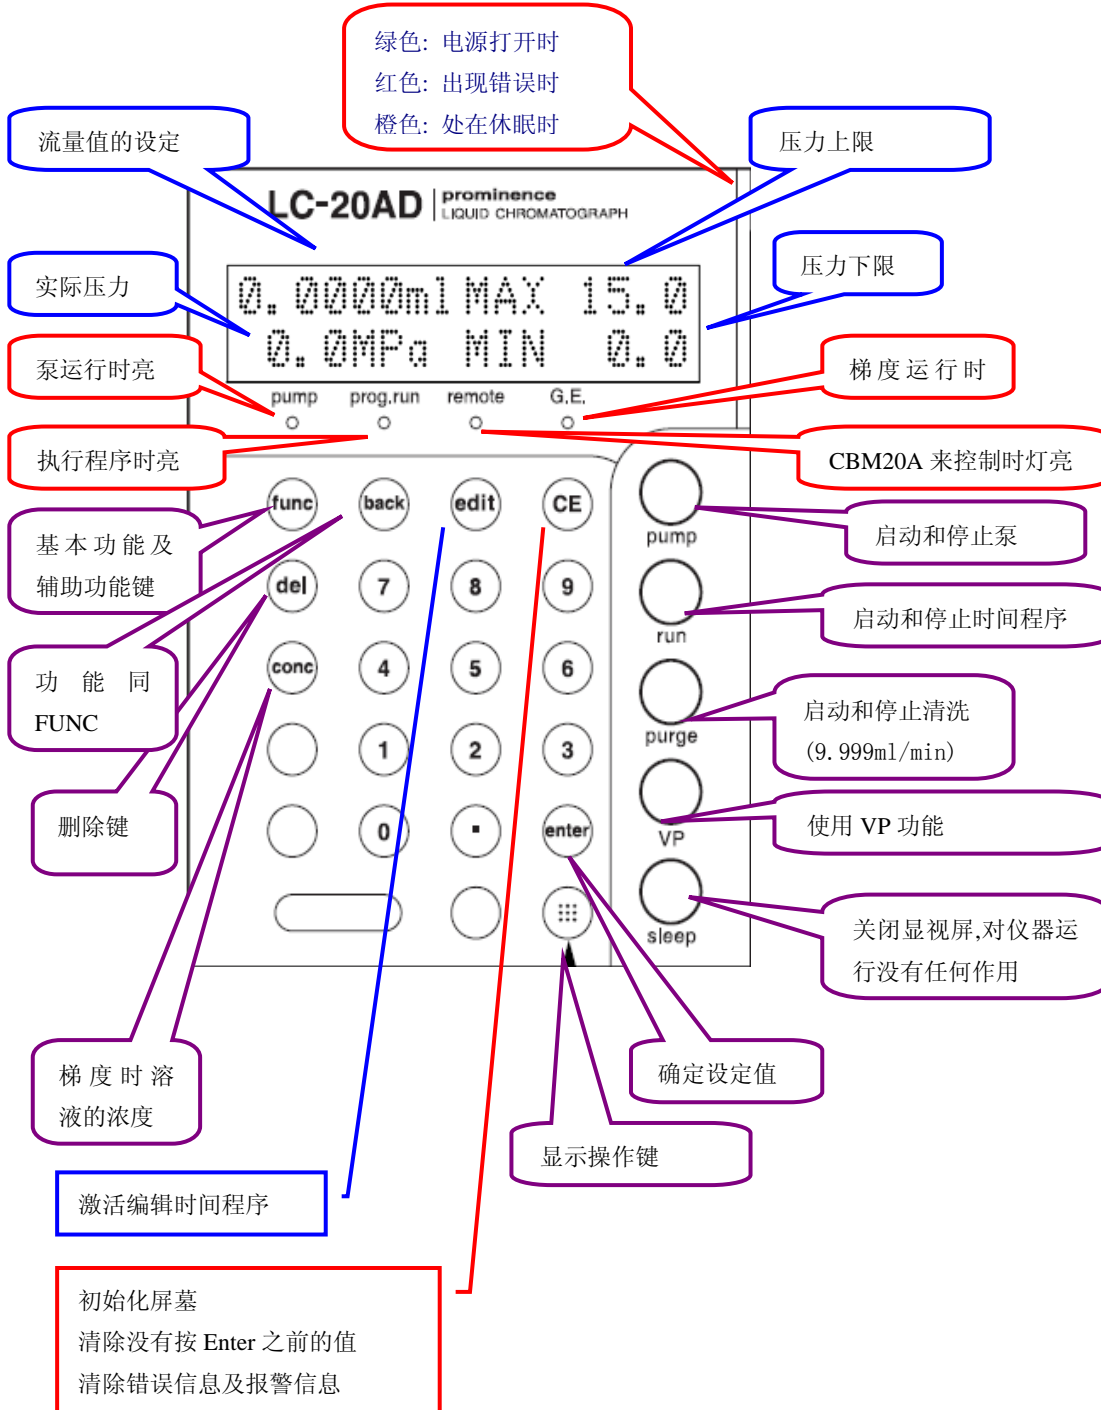 绿色: 电源打开时
红色: 出现错误时
橙色: 处在休眠时
流量值的设定
压力上限
LC-20AD prominence
LIQUID CHROMATOGRAPH
实际压力
压力下限
0.0000ml MAX 15.0
0.0MPa MIN 0.0
泵运行时亮
梯度运行时
pump prog.run remote G.E.
执行程序时亮
CBM20A 来控制时灯亮
func back edit CE
pump
基本功能及
辅助功能键
启动和停止泵
del 7 8 9
run
启动和停止时间程序
conc 4 5 6
功能同
FUNC
purge
启动和停止清洗
(9.999ml/min)
1 2 3
删除键
0 . enter
VP
使用 VP 功能
sleep
关闭显视屏,对仪器运
行没有任何作用
梯度时溶
液的浓度
确定设定值
显示操作键
激活编辑时间程序
初始化屏墓
清除没有按 Enter 之前的值
清除错误信息及报警信息